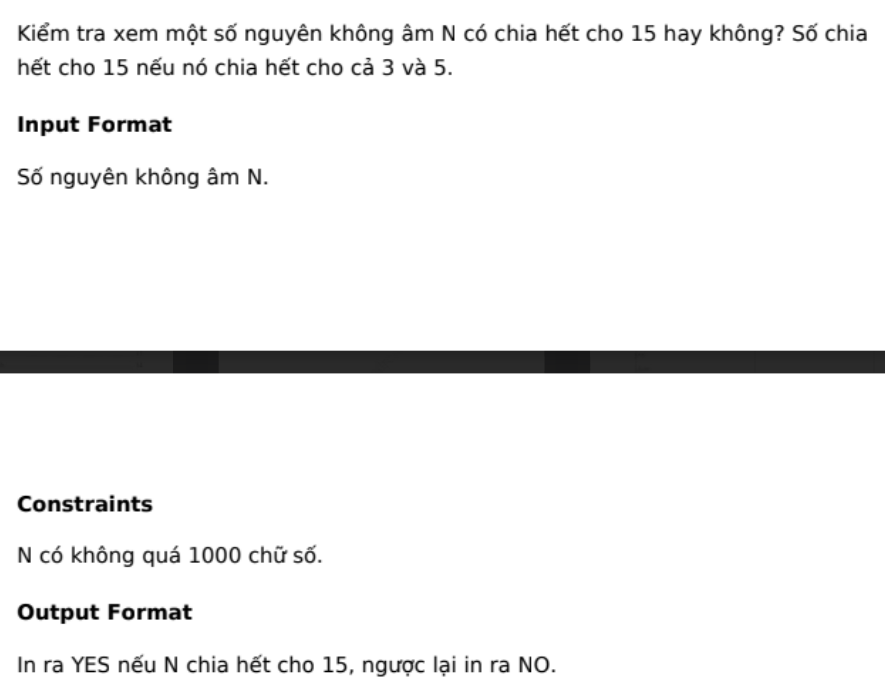 Kiểm tra xem một số nguyên không âm N có chia hết cho 15 hay không? Số chia
hết cho 15 nếu nó chia hết cho cả 3 và 5.
Input Format
Số nguyên không âm N.
Constraints
N có không quá 1000 chữ số.
Output Format
In ra YES nếu N chia hết cho 15, ngược lại in ra NO.